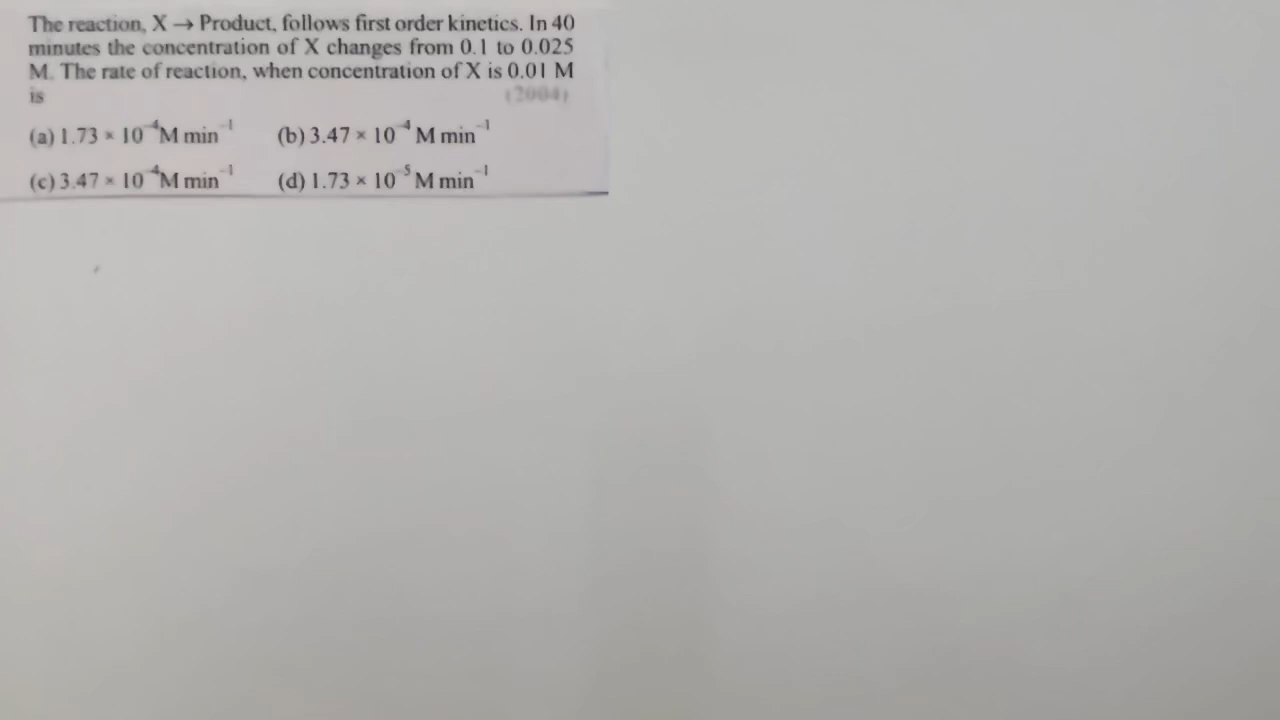 The reaction, X → Product, follows first order kinetics. In 40
minutes the concentration of X changes from 0.1 to 0.025
M. The rate of reaction, when concentration of X is 0.01 M
is (2004)
(a) 1.73 × 10⁻⁴ M min⁻¹ (b) 3.47 × 10⁻⁴ M min⁻¹
(c) 3.47 × 10⁻⁴ M min⁻¹ (d) 1.73 × 10⁻⁵ M min⁻¹